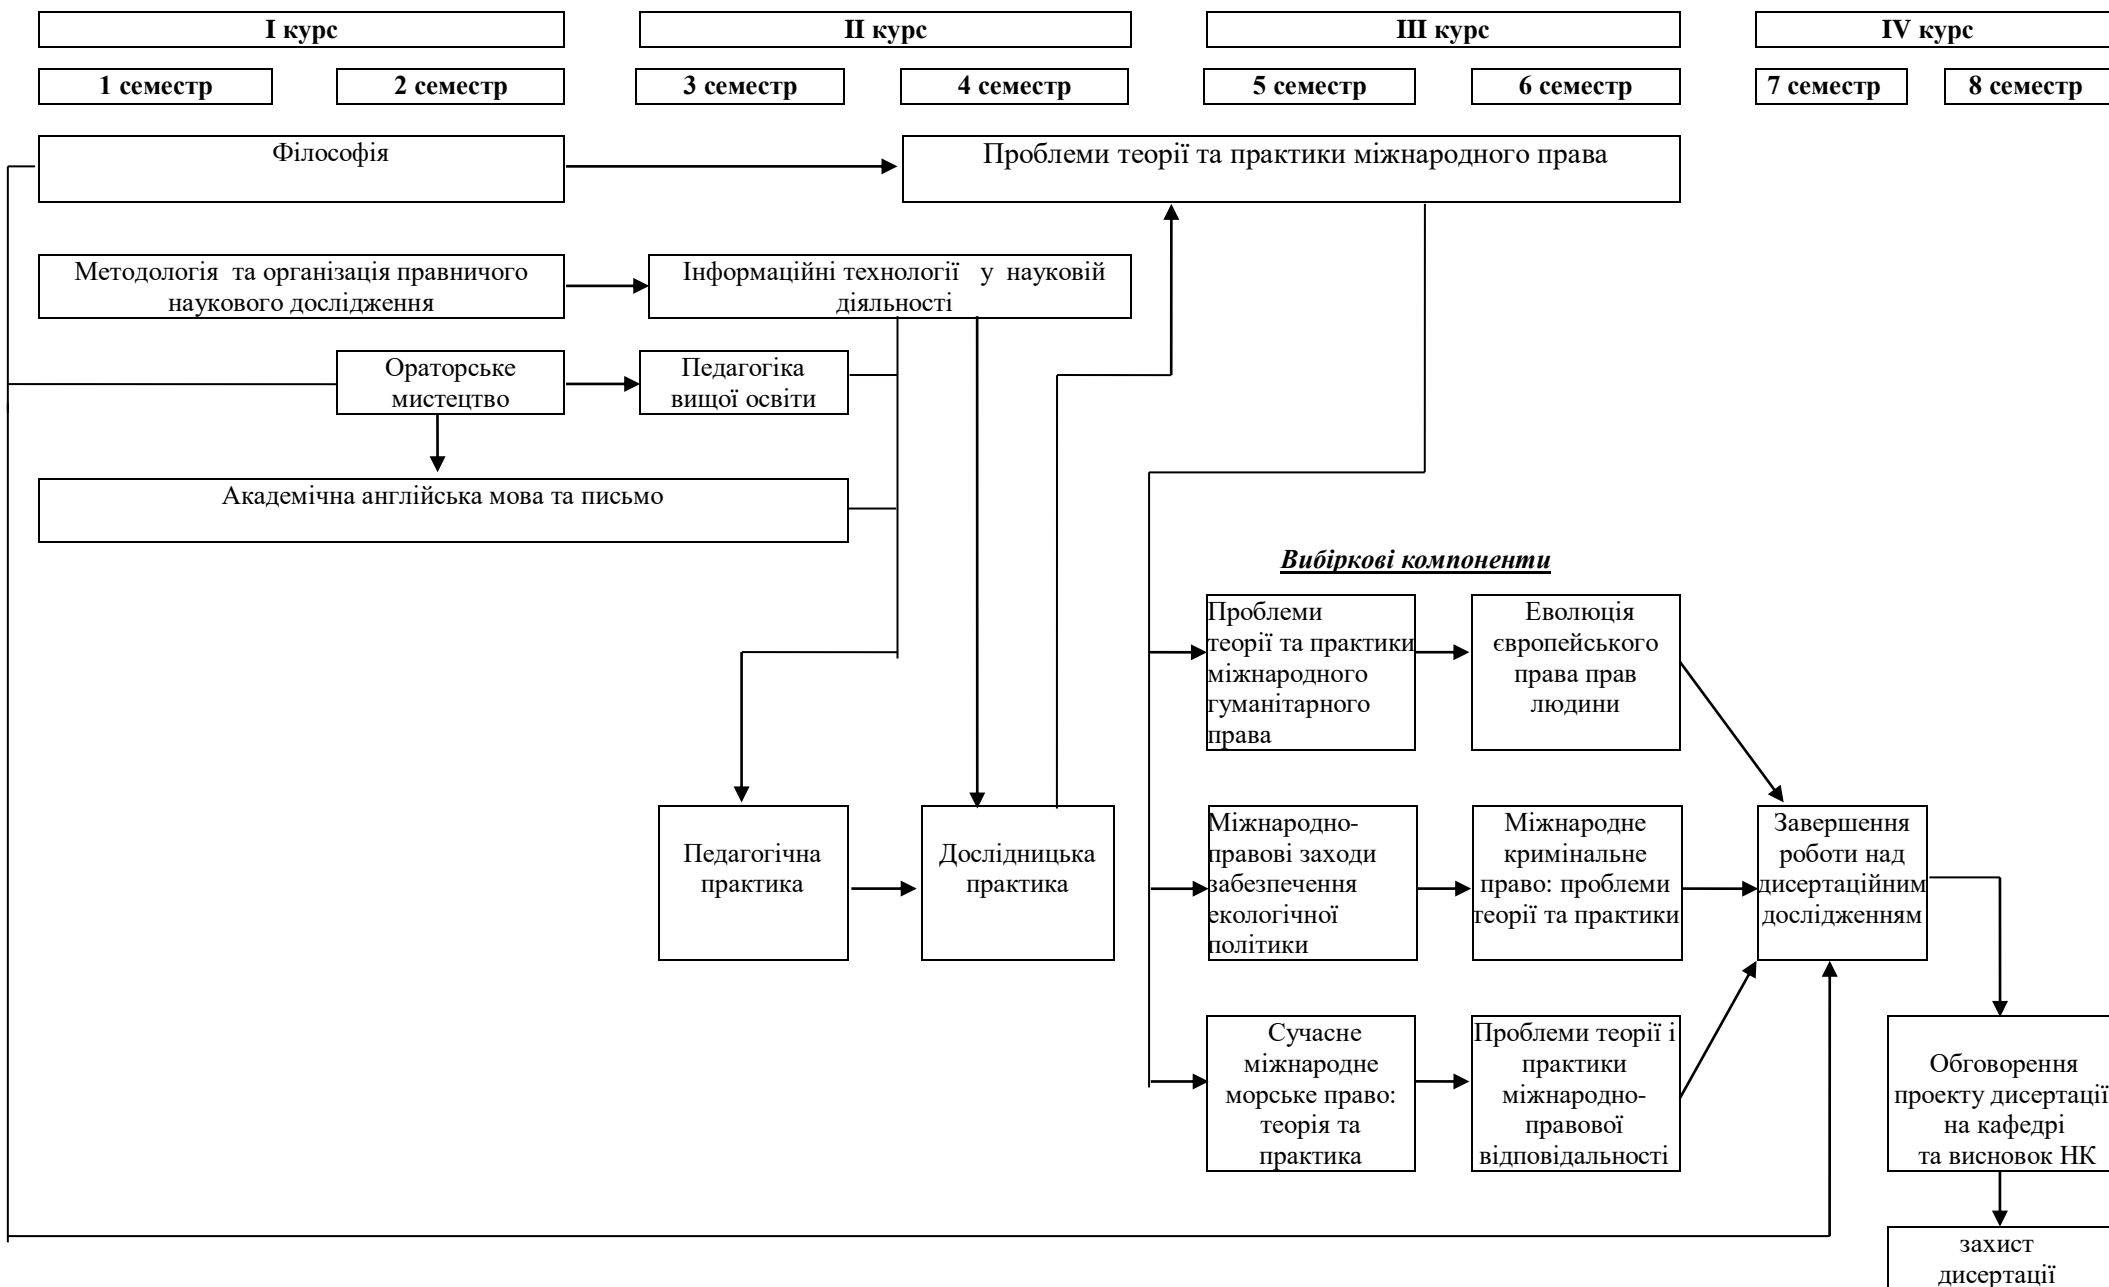 I курс
II курс
III курс
IV курс
1 семестр
2 семестр
3 семестр
4 семестр
5 семестр
6 семестр
7 семестр
8 семестр
Філософія
Проблеми теорії та практики міжнародного права
Методологія та організація правничого
наукового дослідження
Інформаційні технології у науковій
діяльності
Ораторське
мистецтво
Педагогіка
вищої освіти
Академічна англійська мова та письмо
Вибіркові компоненти
Проблеми
теорії та практики
міжнародного
гуманітарного
права
Еволюція
європейського
права прав
людини
Педагогічна
практика
Дослідницька
практика
Міжнародно-
правові заходи
забезпечення
екологічної
політики
Міжнародне
кримінальне
право: проблеми
теорії та практики
Завершення
роботи над
дисертаційним
дослідженням
Сучасне
міжнародне
морське право:
теорія та
практика
Проблеми теорії і
практики
міжнародно-
правової
відповідальності
Обговорення
проекту дисертації
на кафедрі
та висновок НК
захист
дисертації